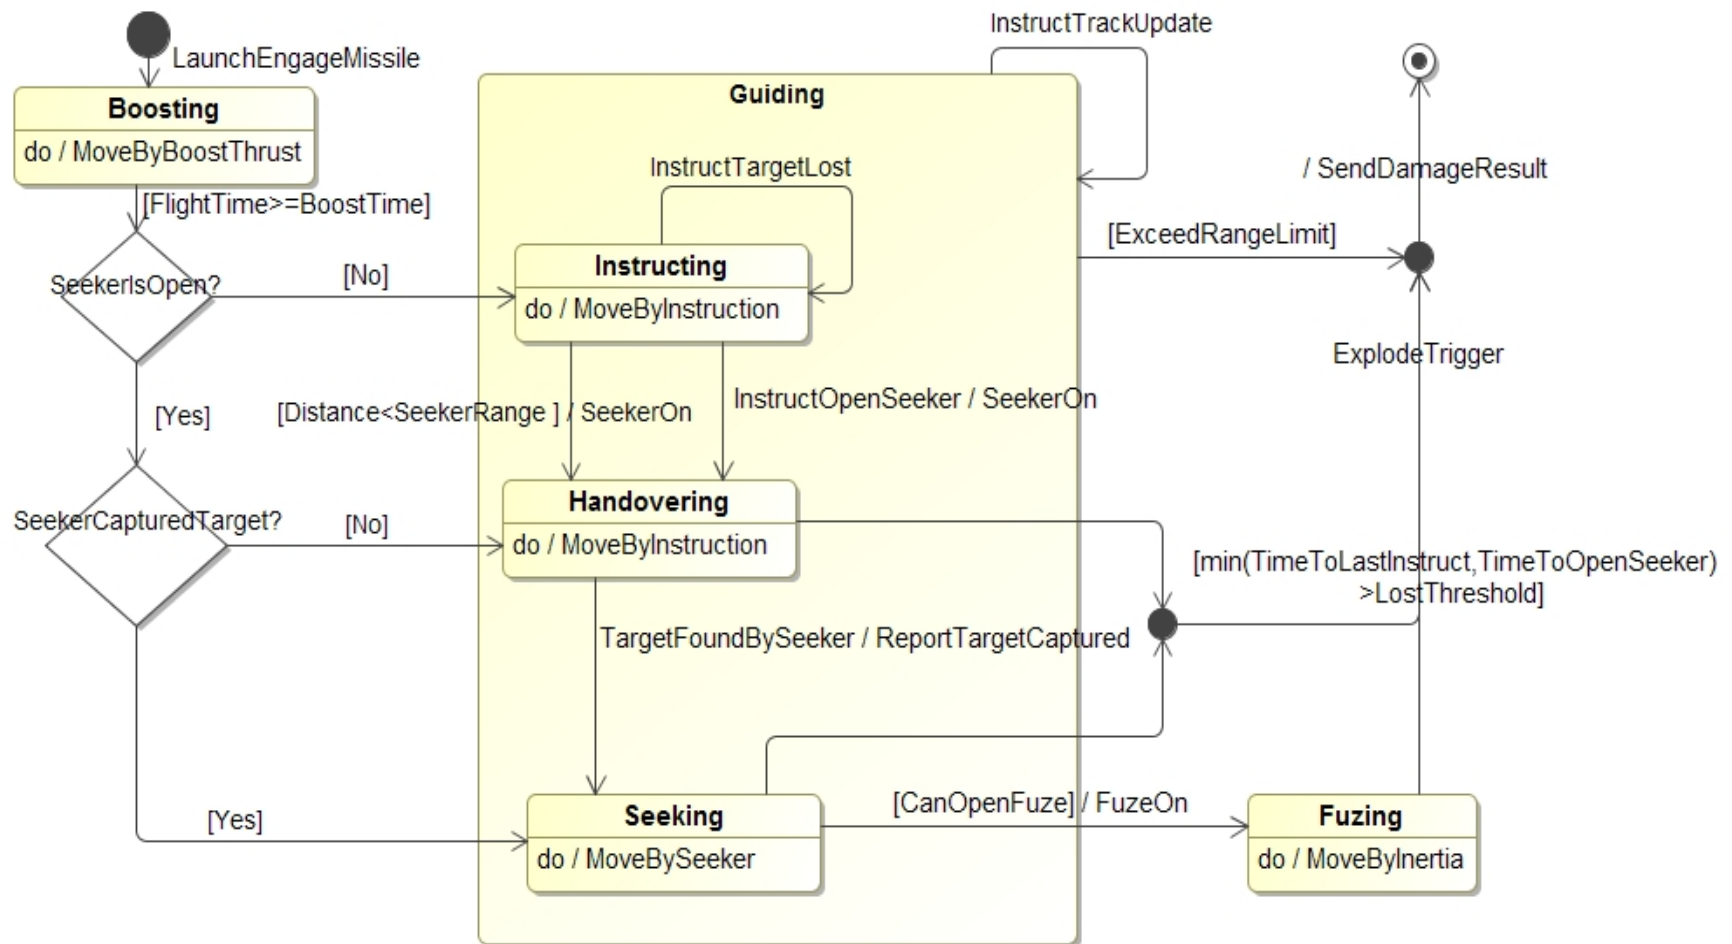 InstructTrackUpdate
LaunchEngageMissile
Guiding
Boosting
do / MoveByBoostThrust
InstructTargetLost
/ SendDamageResult
[FlightTime>=BoostTime]
[ExceedRangeLimit]
Instructing
SeekerIsOpen?
[No]
do / MoveByInstruction
ExplodeTrigger
[Yes]
[Distance<SeekerRange ] / SeekerOn
InstructOpenSeeker / SeekerOn
Handovering
SeekerCapturedTarget?
[No]
do / MoveByInstruction
[min(TimeToLastInstruct,TimeToOpenSeeker)
>LostThreshold]
TargetFoundBySeeker / ReportTargetCaptured
[Yes]
Seeking
do / MoveBySeeker
[CanOpenFuze] / FuzeOn
Fuzing
do / MoveByInertia